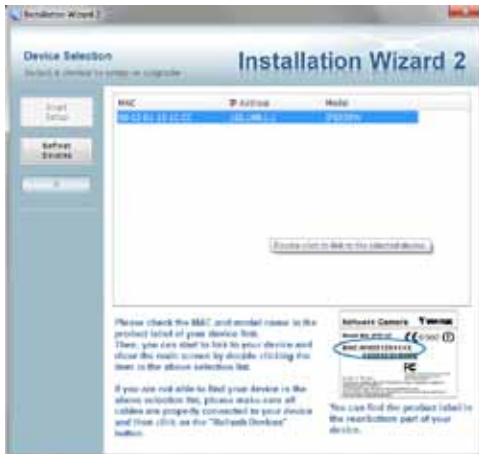 Installation Wizard 2
Device Selection
Installation Wizard 2
Select a device to setup or upgrade
MAC IP Address Model
Refresh
Devices
Double click to link to the selected device.
Please check the MAC and model name in the
product label of your device first.
Then, you can start to link to your device and
show the main screen by double clicking the
item in the above selection list.
Network Camera
FC
If you are not able to find your device in the
above selection list, please make sure all
cables are properly connected to your device
and then click on the "Refresh Devices"
button.
You can find the product label in
the rear/bottom part of your
device.